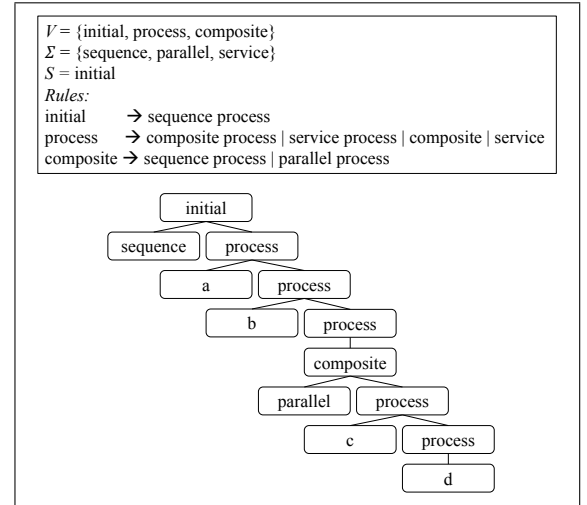 V = {initial, process, composite}
Σ = {sequence, parallel, service}
S = initial
Rules:
initial → sequence process
process → composite process | service process | composite | service
composite → sequence process | parallel process
initial
sequence process
a process
b process
composite
parallel process
c process
d